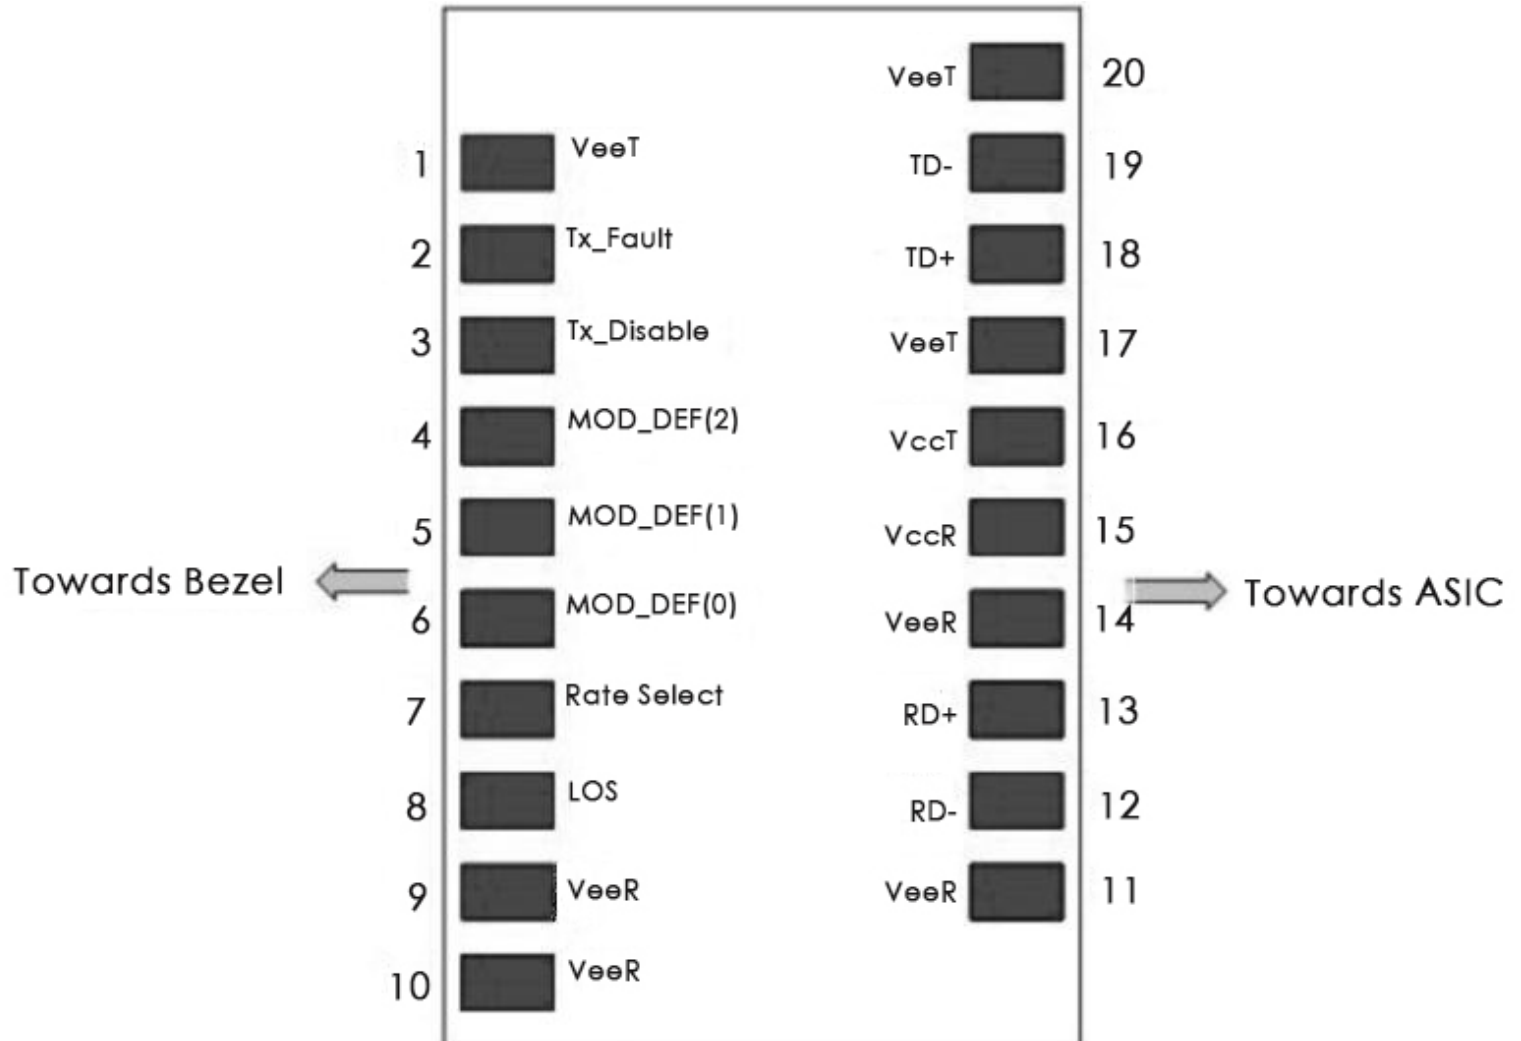 VeeT 20
1 VeeT
TD- 19
2 Tx_Fault
TD+ 18
3 Tx_Disable
VeeT 17
4 MOD_DEF(2)
VccT 16
5 MOD_DEF(1)
VccR 15
Towards Bezel
Towards ASIC
6 MOD_DEF(0)
VeeR 14
7 Rate Select
RD+ 13
8 LOS
RD- 12
9 VeeR
VeeR 11
10 VeeR